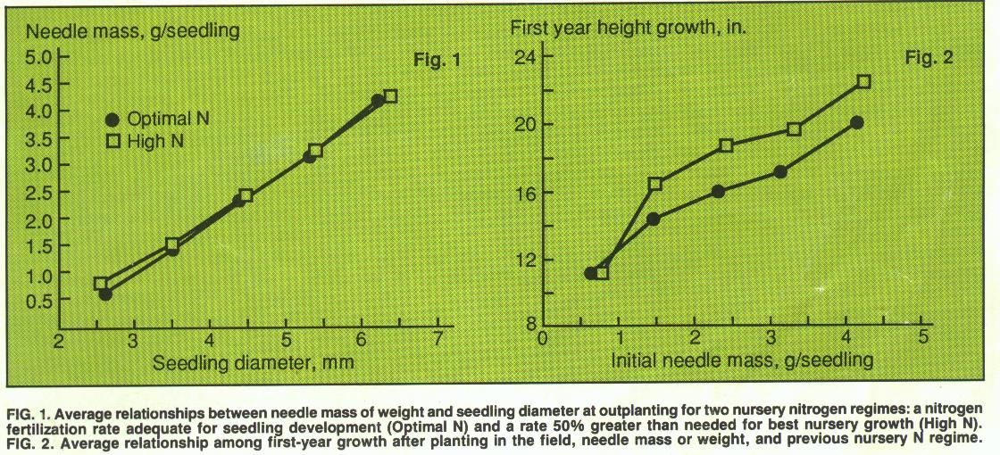 Needle mass, g/seedling
5.0
4.5
4.0
3.5
3.0
2.5
2.0
1.5
1.0
0.5
Fig. 1
Optimal N
High N
2 3 4 5 6 7
Seedling diameter, mm
First year height growth, in.
24
20
16
12
8
Fig. 2
0 1 2 3 4 5
Initial needle mass, g/seedling
FIG. 1. Average relationships between needle mass of weight and seedling diameter at outplanting for two nursery nitrogen regimes: a nitrogen
fertilization rate adequate for seedling development (Optimal N) and a rate 50% greater than needed for best nursery growth (High N).
FIG. 2. Average relationship among first-year growth after planting in the field, needle mass or weight, and previous nursery N regime.